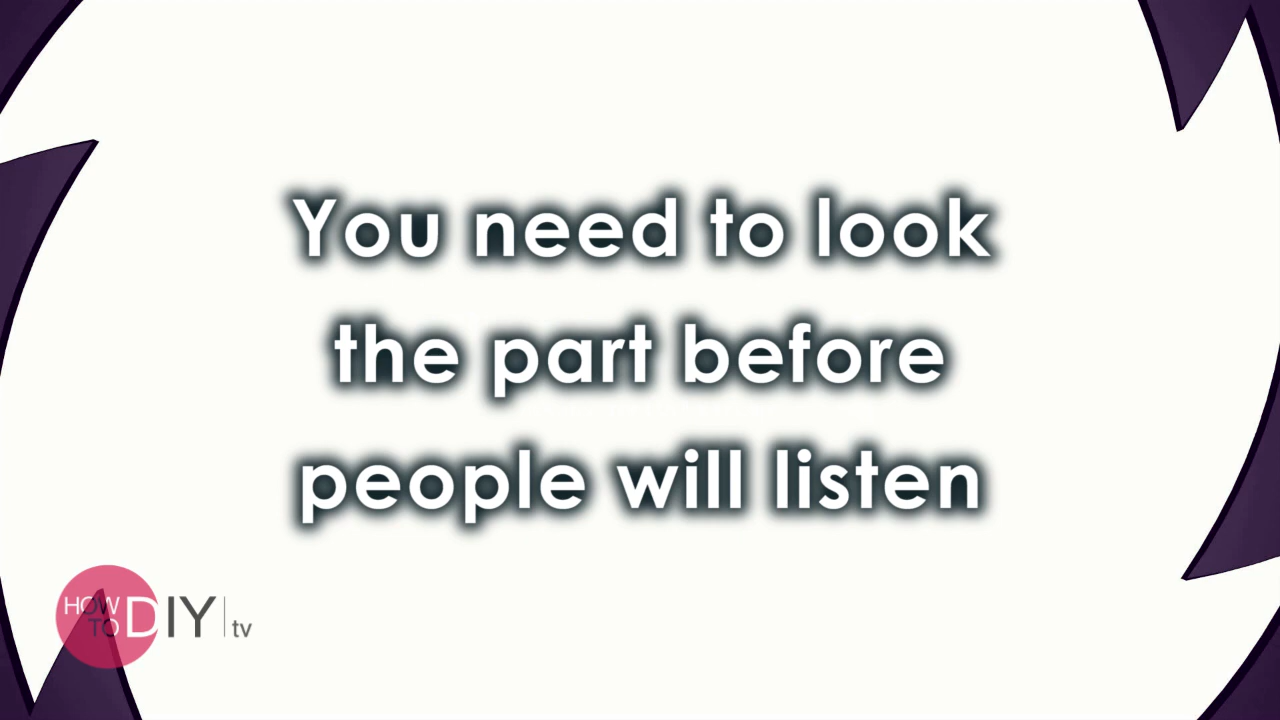 You need to look
the part before
people will listen
HOW
TO DIY tv